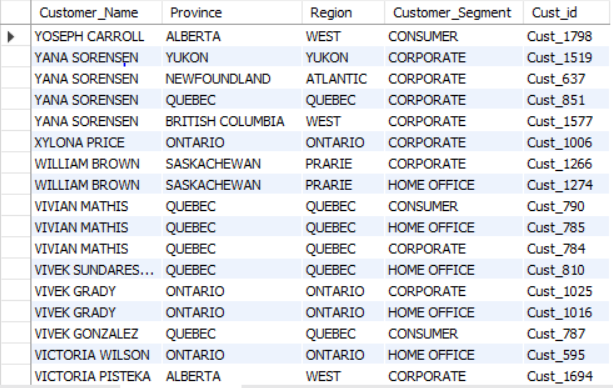 Customer_Name Province Region Customer_Segment Cust_id
YOSEPH CARROLL ALBERTA WEST CONSUMER Cust_1798
YANA SORENSEN YUKON YUKON CORPORATE Cust_1519
YANA SORENSEN NEWFOUNDLAND ATLANTIC CORPORATE Cust_637
YANA SORENSEN QUEBEC QUEBEC CORPORATE Cust_851
YANA SORENSEN BRITISH COLUMBIA WEST CORPORATE Cust_1577
XYLONA PRICE ONTARIO ONTARIO CORPORATE Cust_1006
WILLIAM BROWN SASKACHEWAN PRARIE CORPORATE Cust_1266
WILLIAM BROWN SASKACHEWAN PRARIE HOME OFFICE Cust_1274
VIVIAN MATHIS QUEBEC QUEBEC CONSUMER Cust_790
VIVIAN MATHIS QUEBEC QUEBEC HOME OFFICE Cust_785
VIVIAN MATHIS QUEBEC QUEBEC CORPORATE Cust_784
VIVEK SUNDARES... QUEBEC QUEBEC HOME OFFICE Cust_810
VIVEK GRADY ONTARIO ONTARIO CORPORATE Cust_1025
VIVEK GRADY ONTARIO ONTARIO HOME OFFICE Cust_1016
VIVEK GONZALEZ QUEBEC QUEBEC CONSUMER Cust_787
VICTORIA WILSON ONTARIO ONTARIO HOME OFFICE Cust_595
VICTORIA PISTEKA ALBERTA WEST CORPORATE Cust_1694